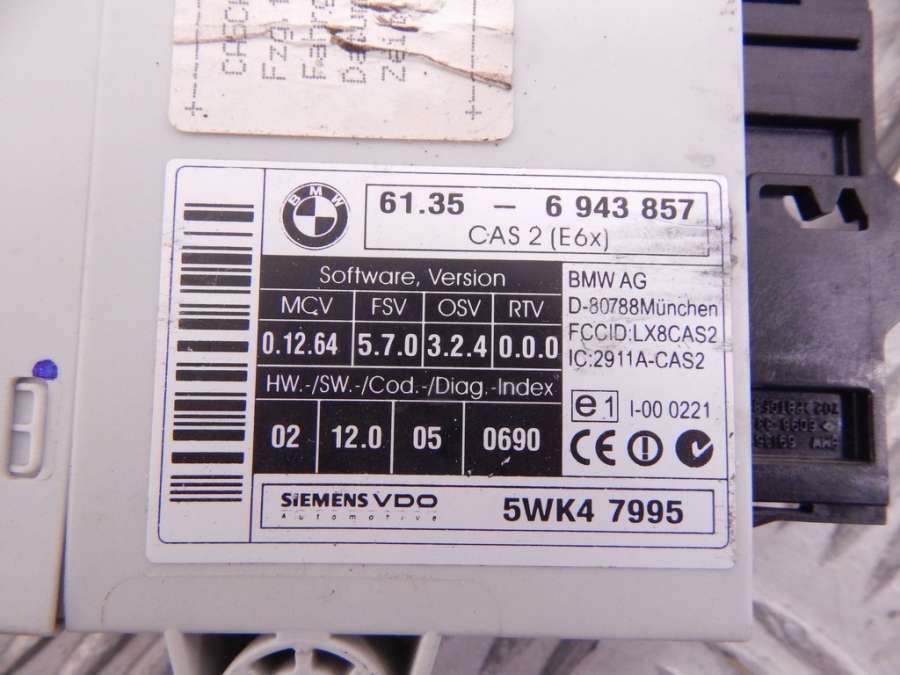 BMW
61.35 – 6 943 857
CAS 2 (E6x)
Software, Version
MCV FSV OSV RTV
0.12.64 5.7.0 3.2.4 0.0.0
HW.-/SW.-/Cod.-/Diag.-Index
02 12.0 05 0690
BMW AG
D-80788München
FCCID:LX8CAS2
IC:2911A-CAS2
e1 I-00 0221
CE
SIEMENS VDO
Automotive
5WK4 7995